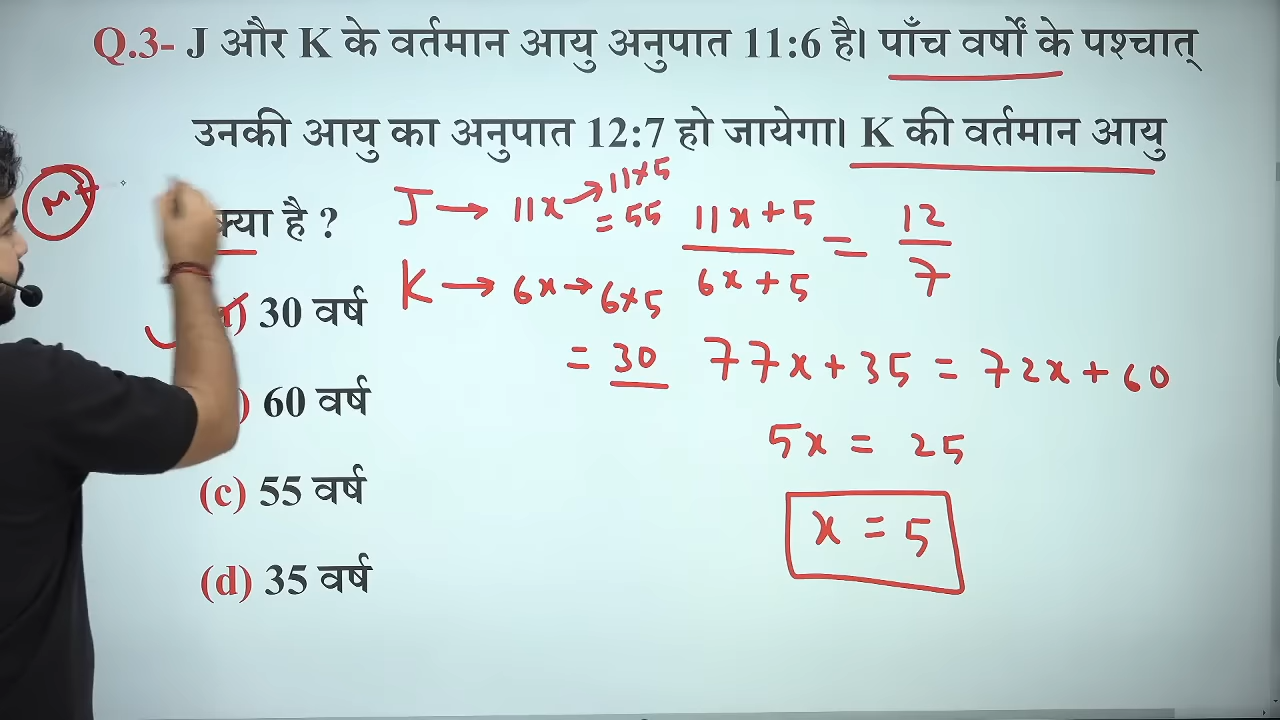 Q.3- J और K के वर्तमान आयु अनुपात 11:6 है। पाँच वर्षों के पश्चात्
उनकी आयु का अनुपात 12:7 हो जायेगा। K की वर्तमान आयु
क्या है ?
J → 11x → 11×5
= 55
11x+5 / 6x+5 = 12 / 7
K → 6x → 6×5
= 30
77x+35 = 72x+60
5x = 25
x = 5
) 30 वर्ष
) 60 वर्ष
(c) 55 वर्ष
(d) 35 वर्ष